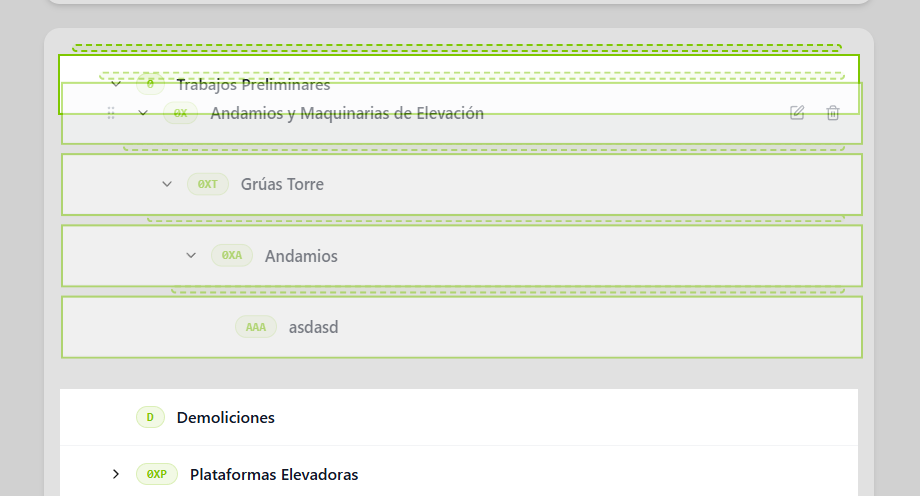 0 Trabajos Preliminares
0X Andamios y Maquinarias de Elevación
0XT Grúas Torre
0XA Andamios
AAA asdasd
D Demoliciones
0XP Plataformas Elevadoras